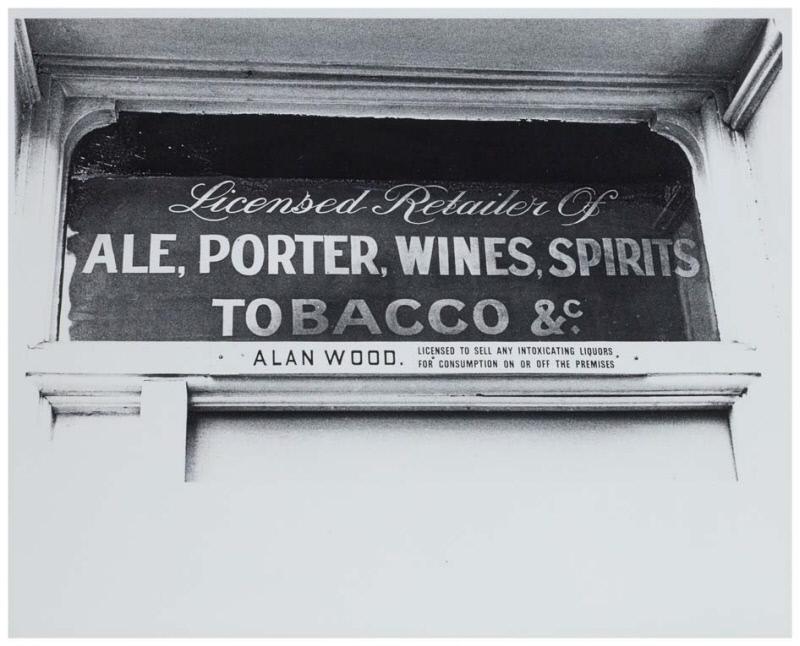 Licensed Retailer Of
ALE, PORTER, WINES, SPIRITS
TOBACCO &c.
ALAN WOOD. LICENSED TO SELL ANY INTOXICATING LIQUORS,
FOR CONSUMPTION ON OR OFF THE PREMISES